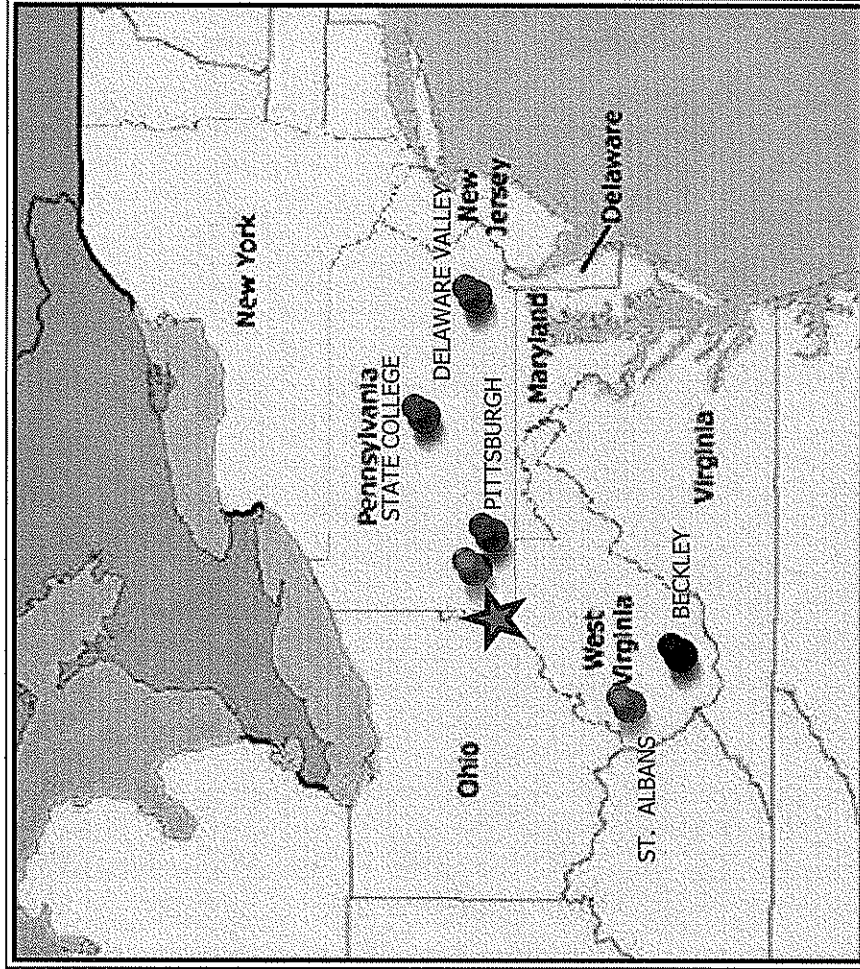 New York
Pennsylvania
STATE COLLEGE
DELAWARE VALLEY
New
Jersey
PITTSBURGH
Ohio
Maryland
Delaware
West
Virginia
Virginia
ST. ALBANS
BECKLEY